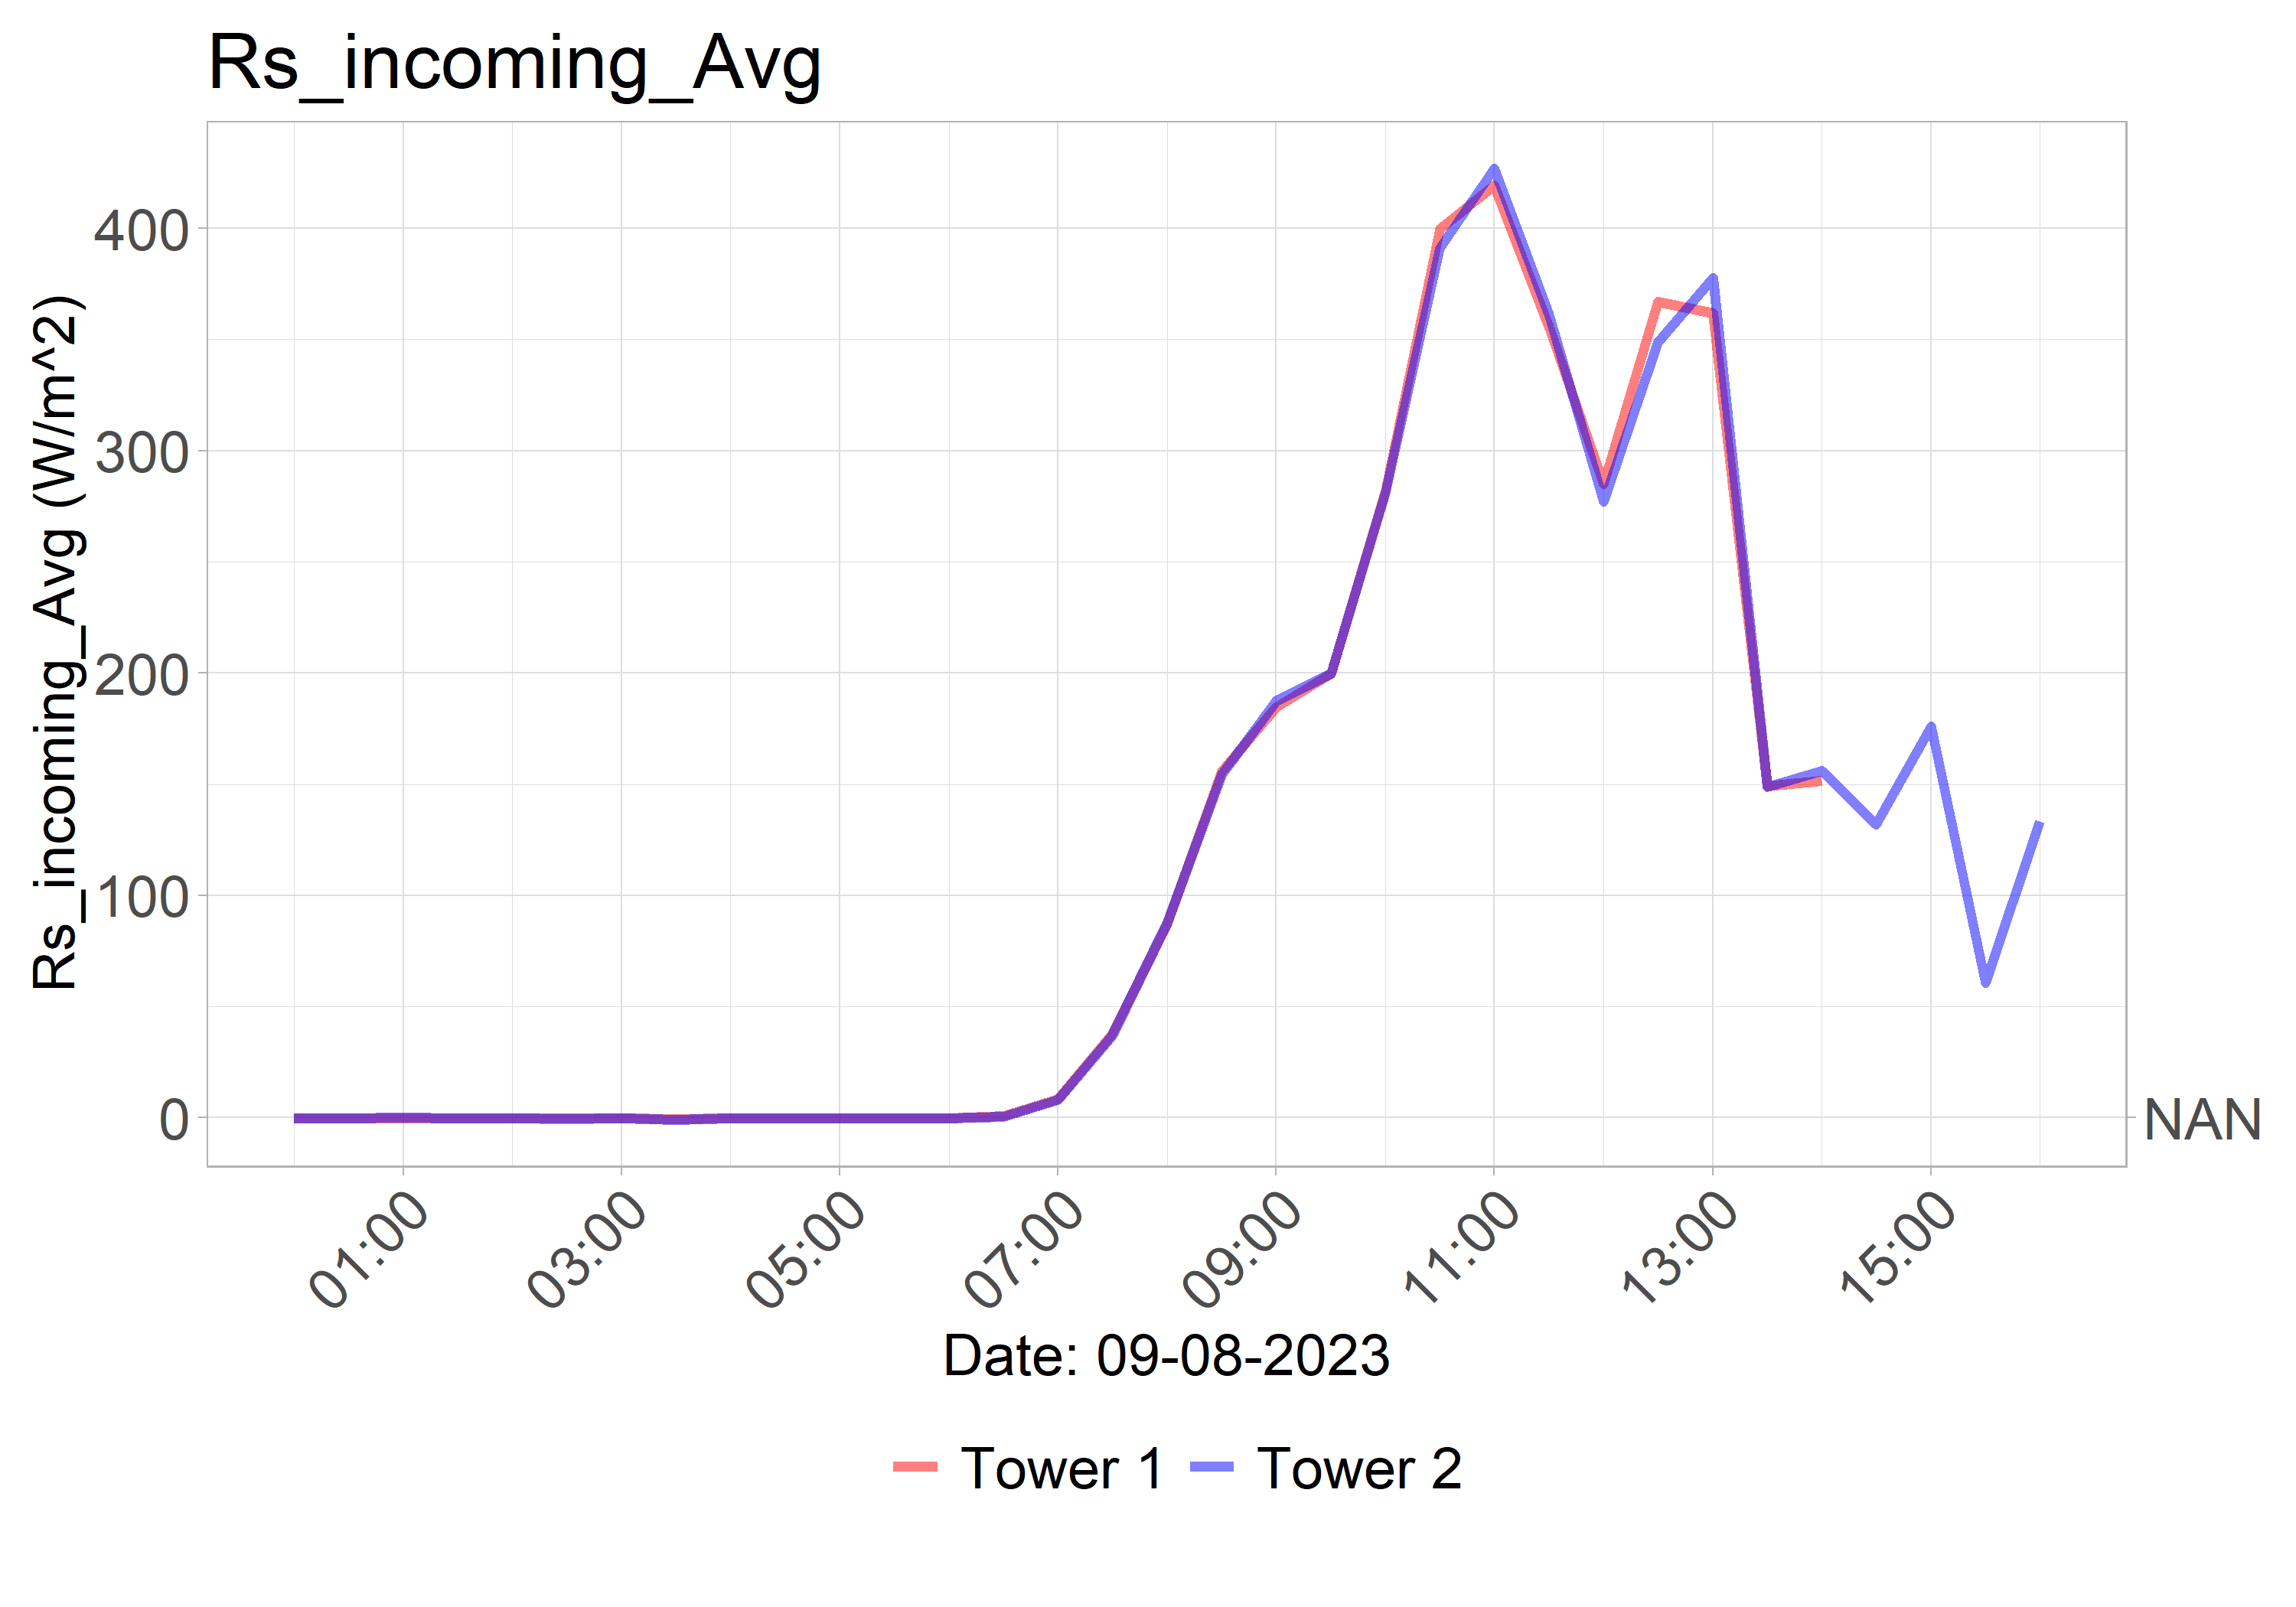 Rs_incoming_Avg
Rs_incoming_Avg (W/m^2)
400
300
200
100
0
NAN
01:00
03:00
05:00
07:00
09:00
11:00
13:00
15:00
Date: 09-08-2023
Tower 1
Tower 2